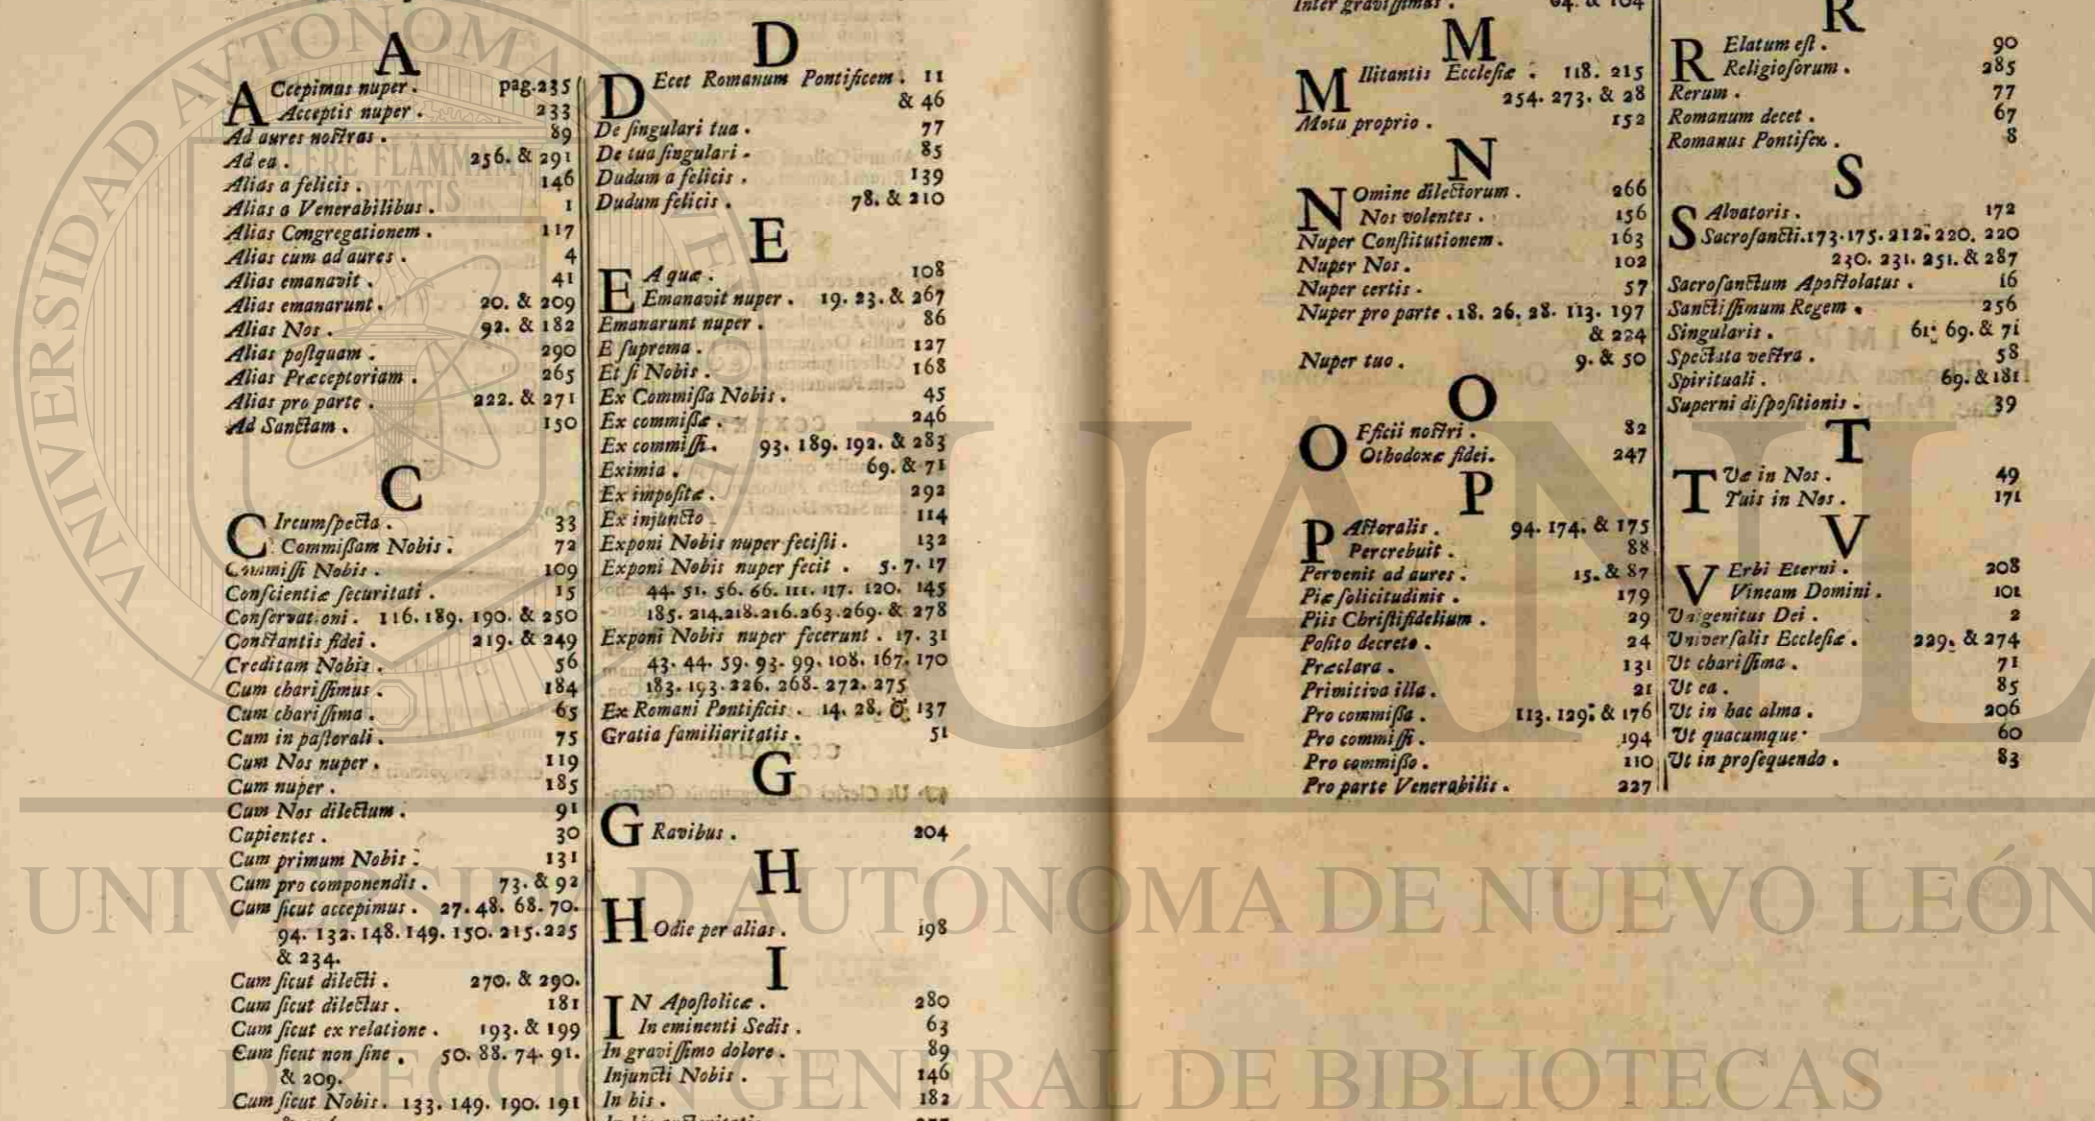 A
ACcepimus nuper . pag.235
Acceptis nuper . 233
Ad aures nostras . 89
Ad ea . 256. & 291
Alias a felicis . 146
Alias a Venerabilibus . 1
Alias Congregationem . 117
Alias cum ad aures . 4
Alias emanavit . 41
Alias emanarunt . 20. & 209
Alias Nos . 92. & 182
Alias postquam . 290
Alias Præceptoriam . 265
Alias pro parte . 222. & 271
Ad Sanctam . 150
C
CIrcumspecta . 33
Commissam Nobis . 72
Commissi Nobis . 109
Conscientiæ securitati . 15
Conservationi . 116. 189. 190. & 250
Constantis fidei . 219. & 249
Creditam Nobis . 56
Cum charissimus . 184
Cum charissima . 65
Cum in pastorali . 75
Cum Nos nuper . 119
Cum nuper . 185
Cum Nos dilectum . 91
Cupientes . 30
Cum primum Nobis . 131
Cum pro componendis . 73. & 92
Cum sicut accepimus . 27. 48. 68. 70.
94. 132. 148. 149. 150. 215. 225
& 234.
Cum sicut dilecti . 270. & 290.
Cum sicut dilectus . 181
Cum sicut ex relatione . 193. & 199
Cum sicut non sine . 50. 88. 74. 91.
& 209.
Cum sicut Nobis . 133. 149. 190. 191
D
DEcet Romanum Pontificem . 11
& 46
De singulari tua . 77
De tua singulari . 85
Dudum a felicis . 139
Dudum felicis . 78. & 210
E
EA quæ . 108
Emanavit nuper . 19. 23. & 267
Emanarunt nuper . 86
E suprema . 127
Et si Nobis . 168
Ex Commissa Nobis . 45
Ex commissæ . 246
Ex commissi . 93. 189. 192. & 283
Eximia . 69. & 71
Ex impositæ . 292
Ex injuncto . 114
Exponi Nobis nuper fecisti . 132
Exponi Nobis nuper fecit . 5. 7. 17
44. 51. 56. 66. 111. 117. 120. 145
185. 214. 218. 216. 263. 269. & 278
Exponi Nobis nuper fecerunt . 17. 31
43. 44. 59. 93. 99. 108. 167. 170
183. 193. 226. 268. 272. 275
Ex Romani Pontificis . 14. 28. & 137
Gratia familiaritatis . 51
G
GRavibus . 204
H
HOdie per alias . 198
I
IN Apostolicæ . 280
In eminenti Sedis . 63
In gravissimo dolore . 89
Injuncti Nobis . 146
In his . 182
Inter gravissimas . 64. & 104
M
MIlitantis Ecclesiæ . 118. 215
254. 273. & 28
Motu proprio . 152
N
NOmine dilectorum . 266
Nos volentes . 156
Nuper Constitutionem . 163
Nuper Nos . 102
Nuper certis . 57
Nuper pro parte . 18. 26. 28. 113. 197
& 224
Nuper tuo . 9. & 50
O
OFficii nostri . 82
Othodoxæ fidei . 247
P
PAstoralis . 94. 174. & 175
Percrebuit . 88
Pervenit ad aures . 15. & 87
Piæ solicitudinis . 179
Piis Christifidelium . 29
Posito decreto . 24
Præclara . 131
Primitiva illa . 21
Pro commissa . 113. 129. & 176
Pro commissi . 194
Pro commisso . 110
Pro parte Venerabilis . 227
R
RElatum est . 90
Religiosorum . 285
Rerum . 77
Romanum decet . 67
Romanus Pontifex . 8
S
SAlvatoris . 172
Sacrosancti . 173. 175. 212. 220. 220
230. 231. 251. & 287
Sacrosanctum Apostolatus . 16
Sanctissimum Regem . 256
Singularis . 61. 69. & 71
Spectata vestra . 58
Spirituali . 69. & 181
Superni dispositionis . 39
T
TUæ in Nos . 49
Tuis in Nos . 171
V
VErbi Eterni . 208
Vineam Domini . 101
Unigenitus Dei . 2
Universalis Ecclesiæ . 229. & 274
Ut charissima . 71
Ut ea . 85
Ut in hac alma . 206
Ut quacumque . 60
Ut in prosequendo . 83
UANL
UNIVERSIDAD AUTÓNOMA DE NUEVO LEÓN
DIRECCIÓN GENERAL DE BIBLIOTECAS